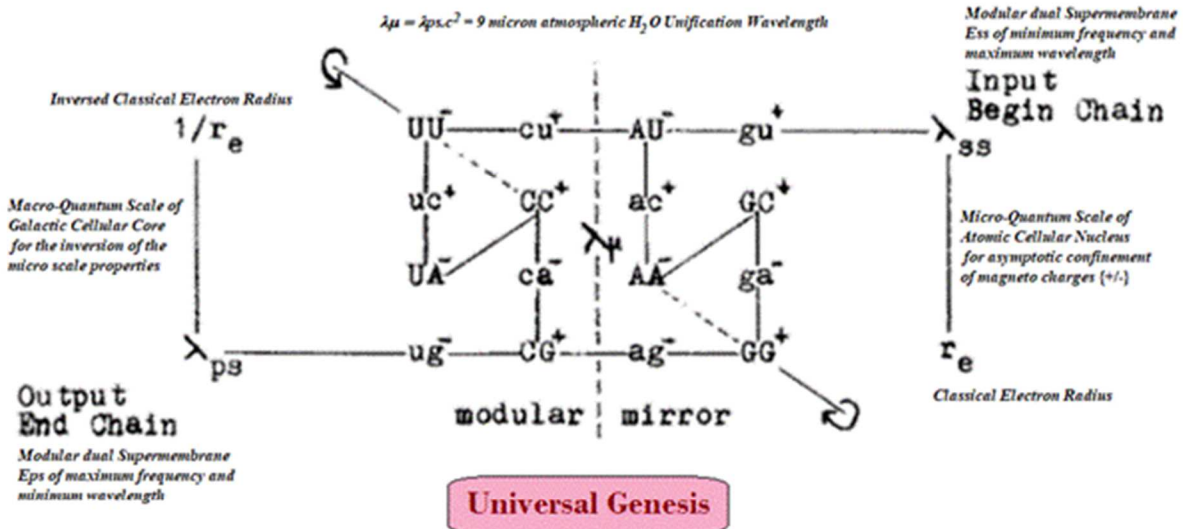 λμ = λps.c² = 9 micron atmospheric H₂O Unification Wavelength
Modular dual Supermembrane
Ess of minimum frequency and
maximum wavelength
Input
Begin Chain
Inversed Classical Electron Radius
1/rₑ
UU⁻ cu⁺ AU⁻ gu⁺ λss
uc⁺ CC⁺ ac⁺ GC⁺
Macro-Quantum Scale of
Galactic Cellular Core
for the inversion of the
micro scale properties
λμ
Micro-Quantum Scale of
Atomic Cellular Nucleus
for asymptotic confinement
of magneto charges {+/-}
UA⁻ ca⁻ AA⁻ ga⁻
λps ug⁻ CG⁺ ag⁻ GG⁺ rₑ
Output
End Chain
Classical Electron Radius
modular mirror
Modular dual Supermembrane
Eps of maximum frequency and
minimum wavelength
Universal Genesis